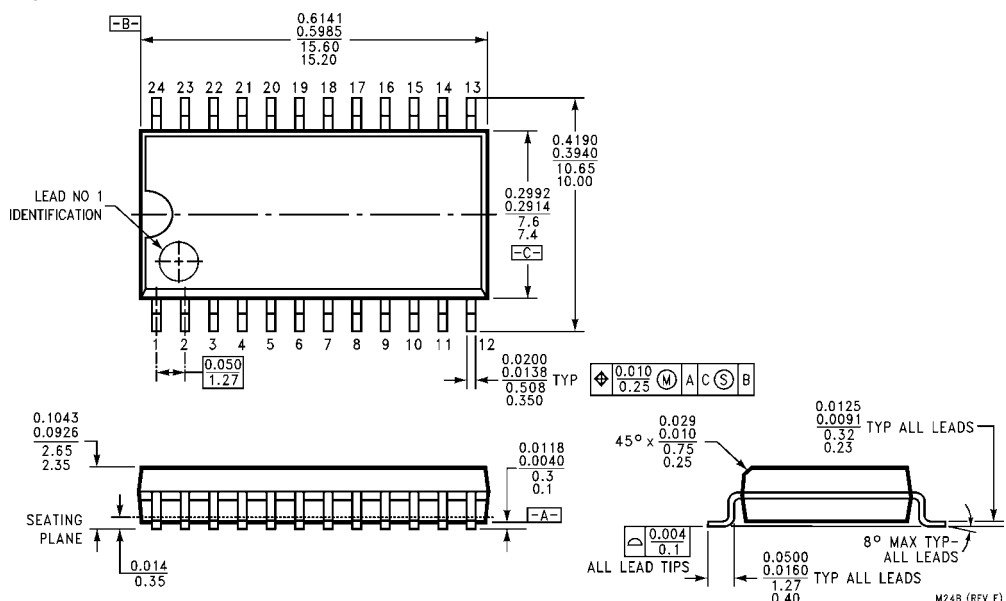 -B-
0.6141
0.5985
15.60
15.20
24 23 22 21 20 19 18 17 16 15 14 13
0.4190
0.3940
10.65
10.00
LEAD NO 1
IDENTIFICATION
0.2992
0.2914
7.6
7.4
-C-
1 2 3 4 5 6 7 8 9 10 11 12
0.050
1.27
0.0200
0.0138
0.508
0.350
TYP
⌖ 0.010 0.25 Ⓜ A C Ⓢ B
0.1043
0.0926
2.65
2.35
0.0118
0.0040
0.3
0.1
-A-
SEATING
PLANE
0.014
0.35
45° x
0.029
0.010
0.75
0.25
0.0125
0.0091
0.32
0.23
TYP ALL LEADS
0.004
0.1
ALL LEAD TIPS
8° MAX TYP-
ALL LEADS
0.0500
0.0160
1.27
0.40
TYP ALL LEADS
M24B (REV F)